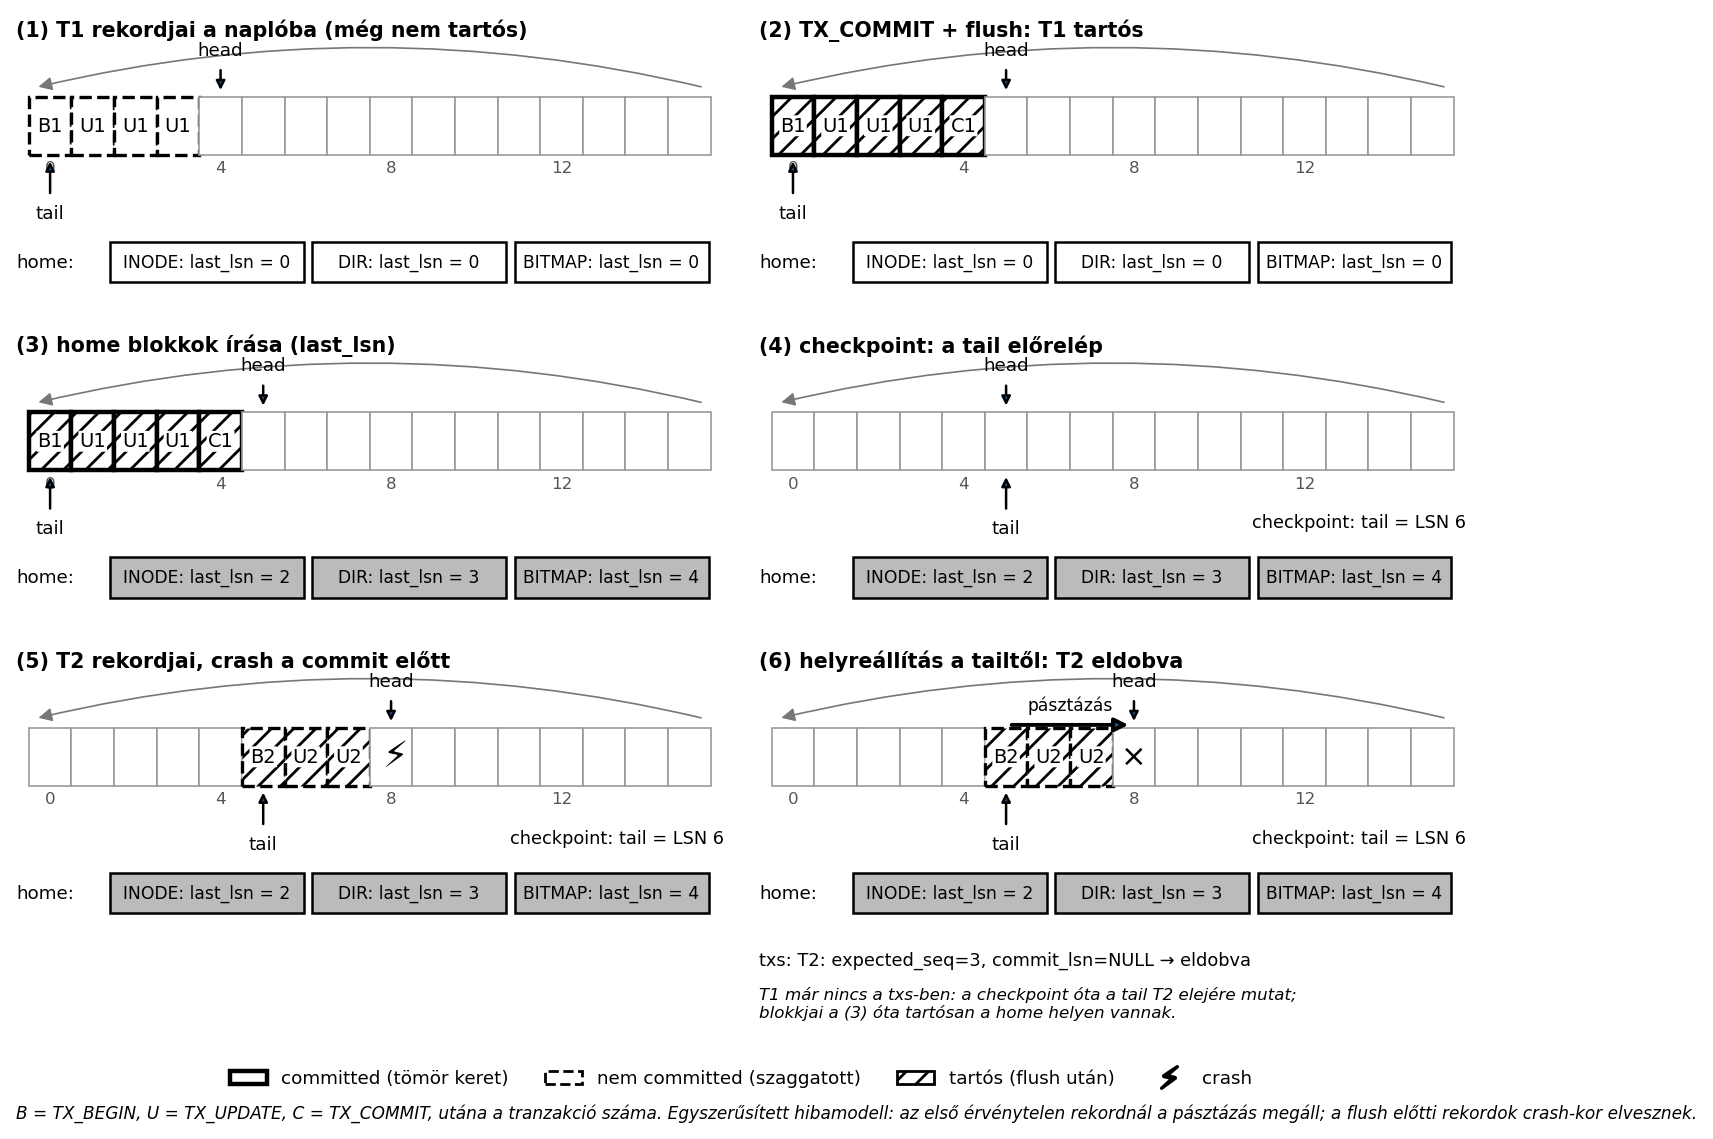 (1) T1 rekordjai a naplóba (még nem tartós)
head
B1 U1 U1 U1
4 8 12
tail
home: INODE: last_lsn = 0 DIR: last_lsn = 0 BITMAP: last_lsn = 0
(2) TX_COMMIT + flush: T1 tartós
head
B1 U1 U1 U1 C1
4 8 12
tail
home: INODE: last_lsn = 0 DIR: last_lsn = 0 BITMAP: last_lsn = 0
(3) home blokkok írása (last_lsn)
head
B1 U1 U1 U1 C1
4 8 12
tail
home: INODE: last_lsn = 2 DIR: last_lsn = 3 BITMAP: last_lsn = 4
(4) checkpoint: a tail előrelép
head
0 4 8 12
tail
checkpoint: tail = LSN 6
home: INODE: last_lsn = 2 DIR: last_lsn = 3 BITMAP: last_lsn = 4
(5) T2 rekordjai, crash a commit előtt
head
B2 U2 U2 ⚡
0 4 8 12
tail
checkpoint: tail = LSN 6
home: INODE: last_lsn = 2 DIR: last_lsn = 3 BITMAP: last_lsn = 4
(6) helyreállítás a tailtől: T2 eldobva
head
pásztázás
B2 U2 U2 ×
0 4 8 12
tail
checkpoint: tail = LSN 6
home: INODE: last_lsn = 2 DIR: last_lsn = 3 BITMAP: last_lsn = 4
txs: T2: expected_seq=3, commit_lsn=NULL → eldobva
T1 már nincs a txs-ben: a checkpoint óta a tail T2 elejére mutat;
blokkjai a (3) óta tartósan a home helyen vannak.
committed (tömör keret) nem committed (szaggatott) tartós (flush után) crash
B = TX_BEGIN, U = TX_UPDATE, C = TX_COMMIT, utána a tranzakció száma. Egyszerűsített hibamodell: az első érvénytelen rekordnál a pásztázás megáll; a flush előtti rekordok crash-kor elvesznek.